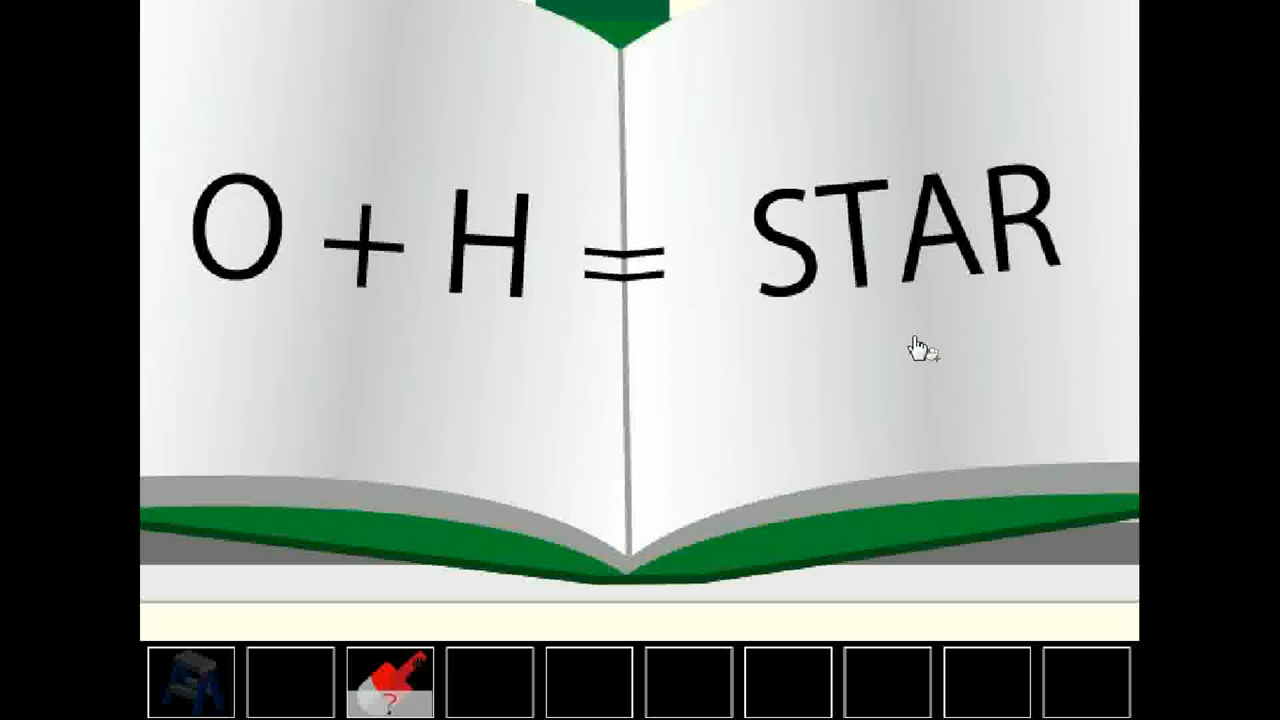 O + H = STAR
?